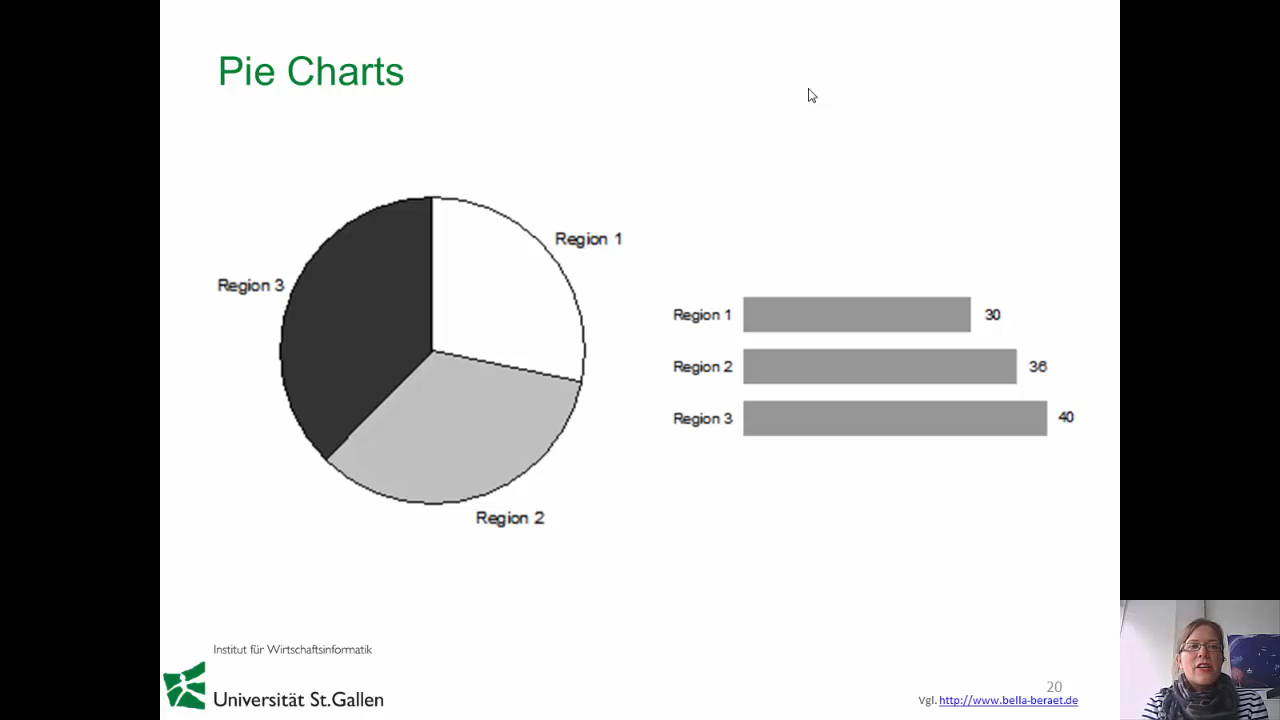 Pie Charts
Region 1
Region 3
Region 2
Region 1 30
Region 2 36
Region 3 40
Institut für Wirtschaftsinformatik
Universität St.Gallen
20
Vgl. http://www.bella-beraet.de